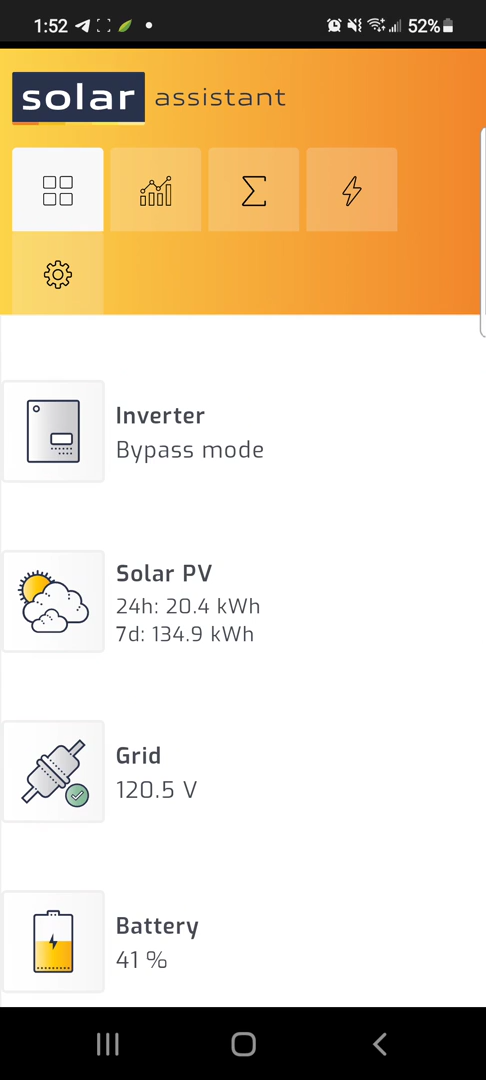 1:52
52%
solar assistant
Inverter
Bypass mode
Solar PV
24h: 20.4 kWh
7d: 134.9 kWh
Grid
120.5 V
Battery
41 %